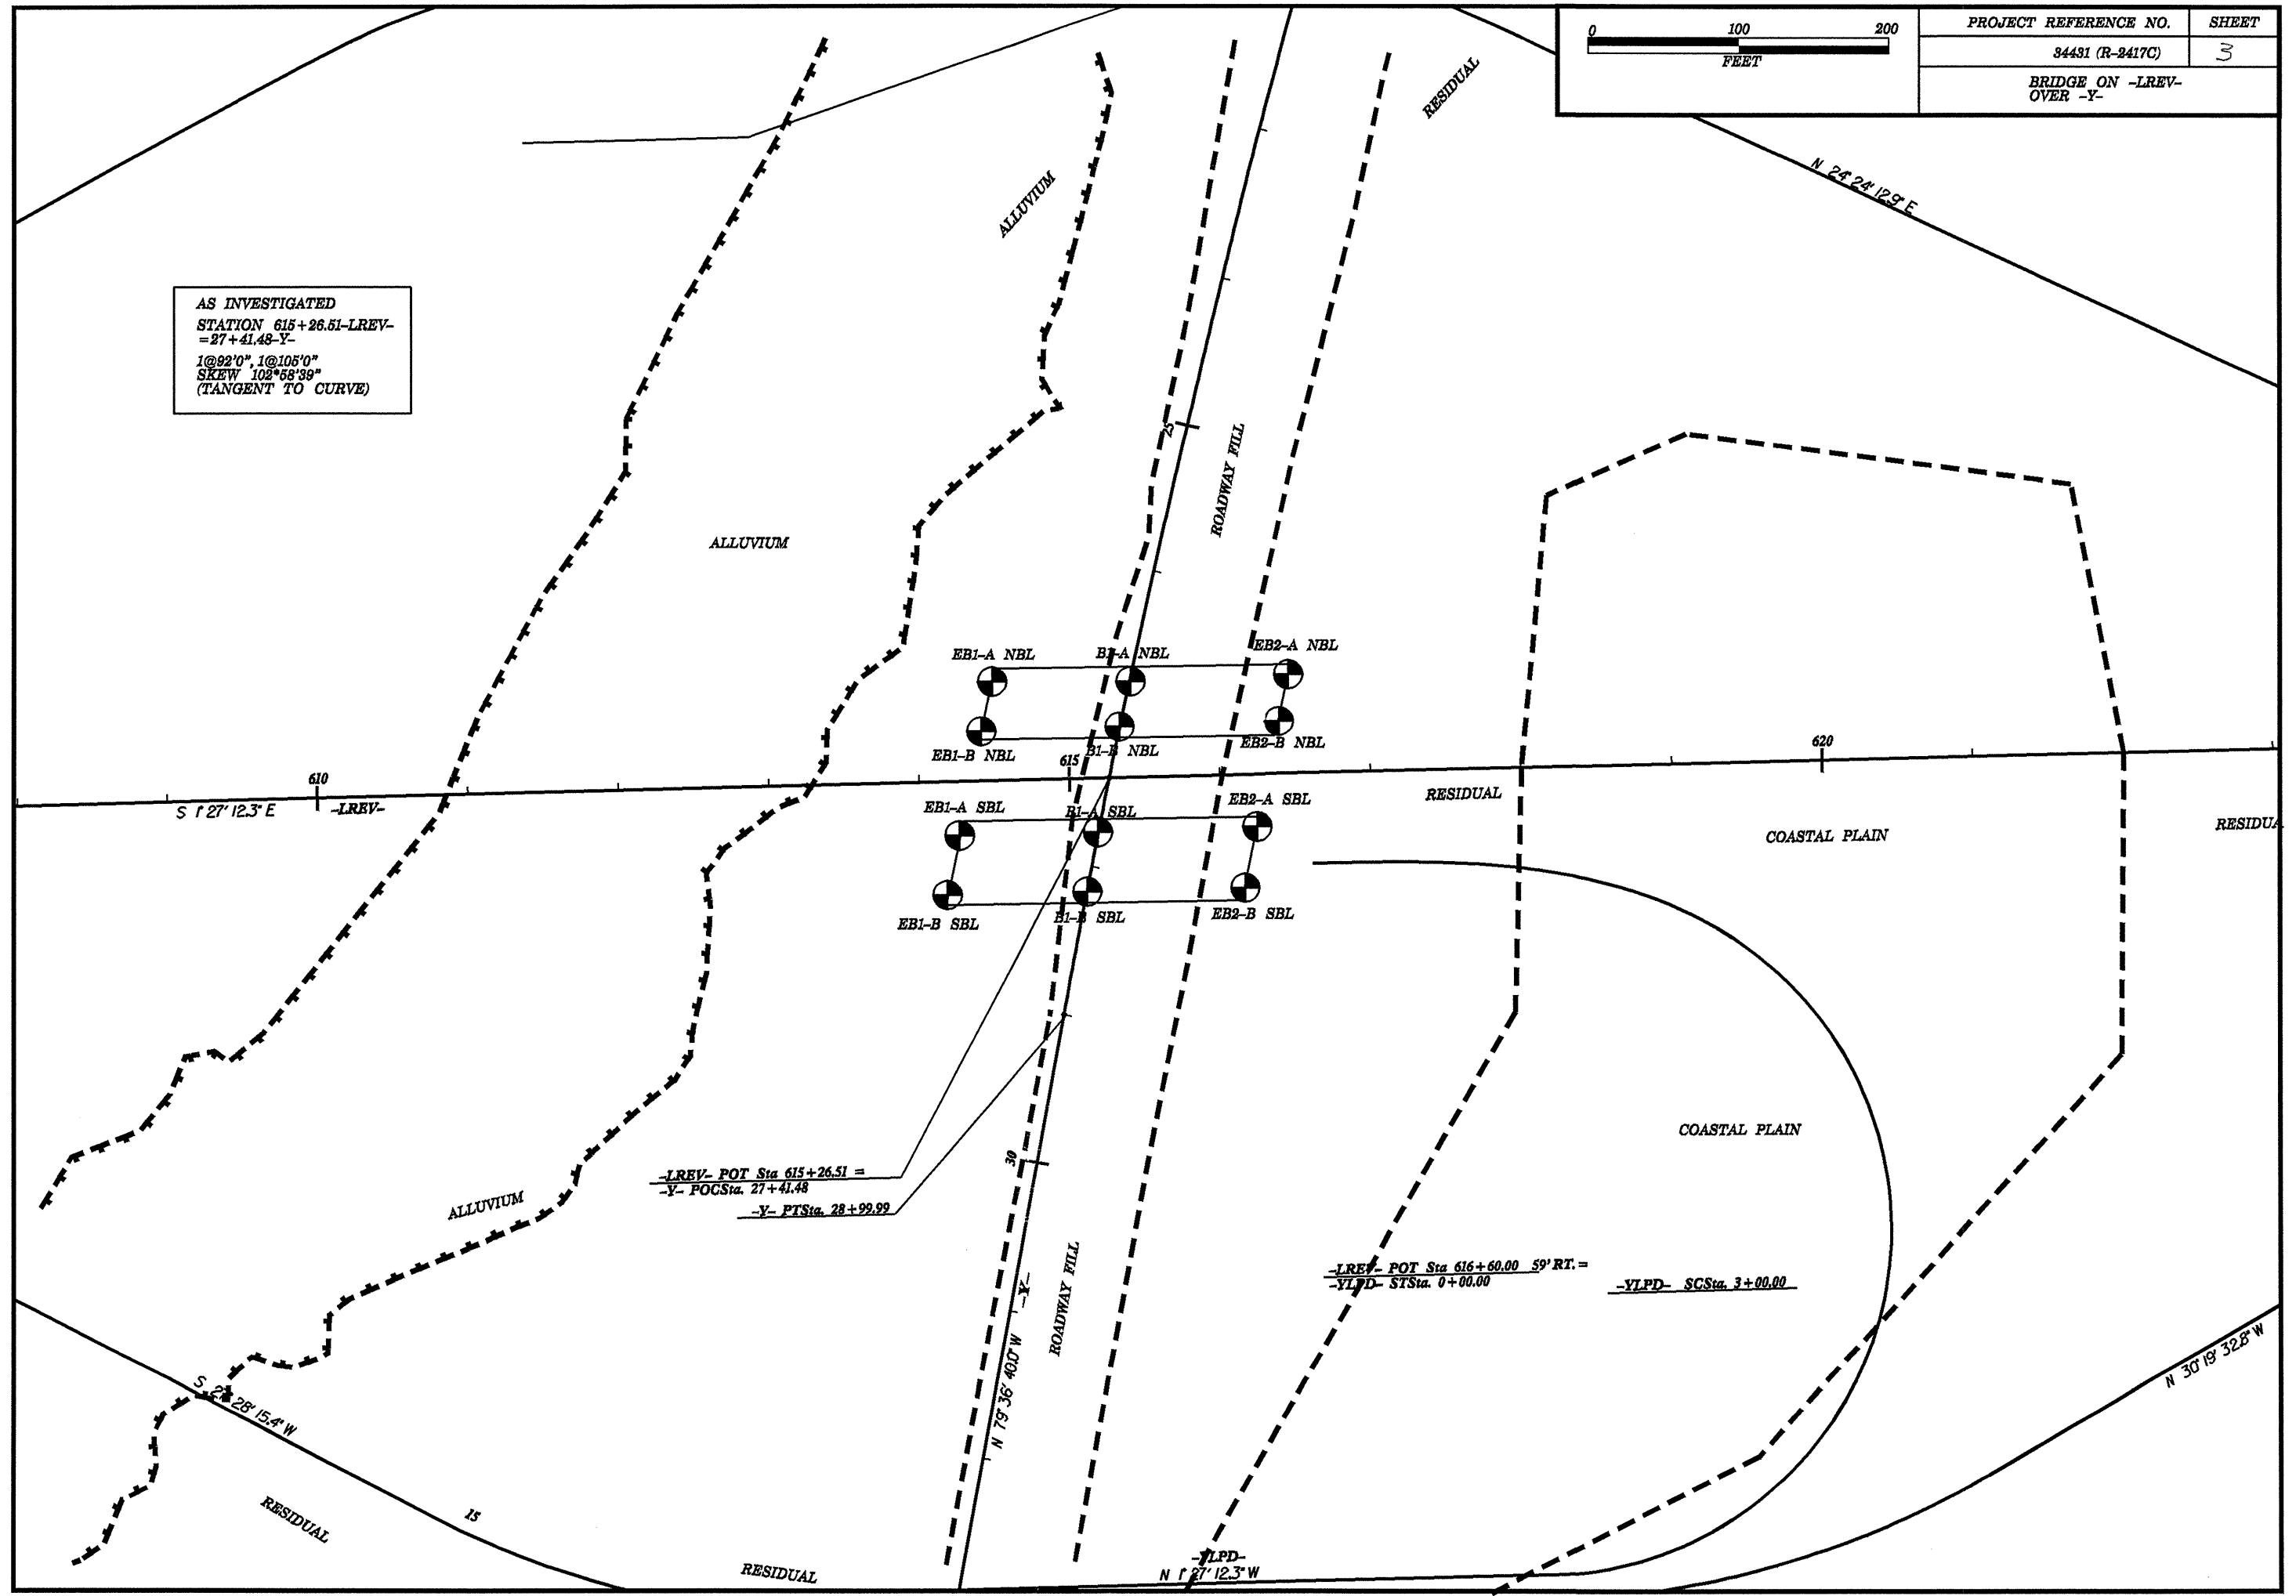 0 100 200
FEET
PROJECT REFERENCE NO.
SHEET
34431 (R-2417C)
3
BRIDGE ON -LREV-
OVER -Y-
RESIDUAL
N 24° 24' 12.9" E
ALLUVIUM
AS INVESTIGATED
STATION 615+26.51-LREV-
=27+41.48-Y-
1@92'0", 1@105'0"
SKEW 102°58'39"
(TANGENT TO CURVE)
25
ROADWAY FILL
ALLUVIUM
EB1-A NBL
B1-A NBL
EB2-A NBL
EB1-B NBL
B1-B NBL
EB2-B NBL
610
615
620
S 1° 27' 12.3" E
-LREV-
RESIDUAL
EB1-A SBL
B1-A SBL
EB2-A SBL
COASTAL PLAIN
RESIDUA
EB1-B SBL
B1-B SBL
EB2-B SBL
COASTAL PLAIN
30
-LREV- POT Sta 615+26.51 =
-Y- POCSta. 27+41.48
-Y- PTSta. 28+99.99
ALLUVIUM
-LREV- POT Sta 616+60.00 59' RT. =
-YLPD- STSta. 0+00.00
-YLPD- SCSta. 3+00.00
-Y-
ROADWAY FILL
N 79° 36' 40.0" W
N 30° 19' 32.8" W
28' 15.4" W
15
RESIDUAL
RESIDUAL
-YLPD-
N 1° 27' 12.3" W